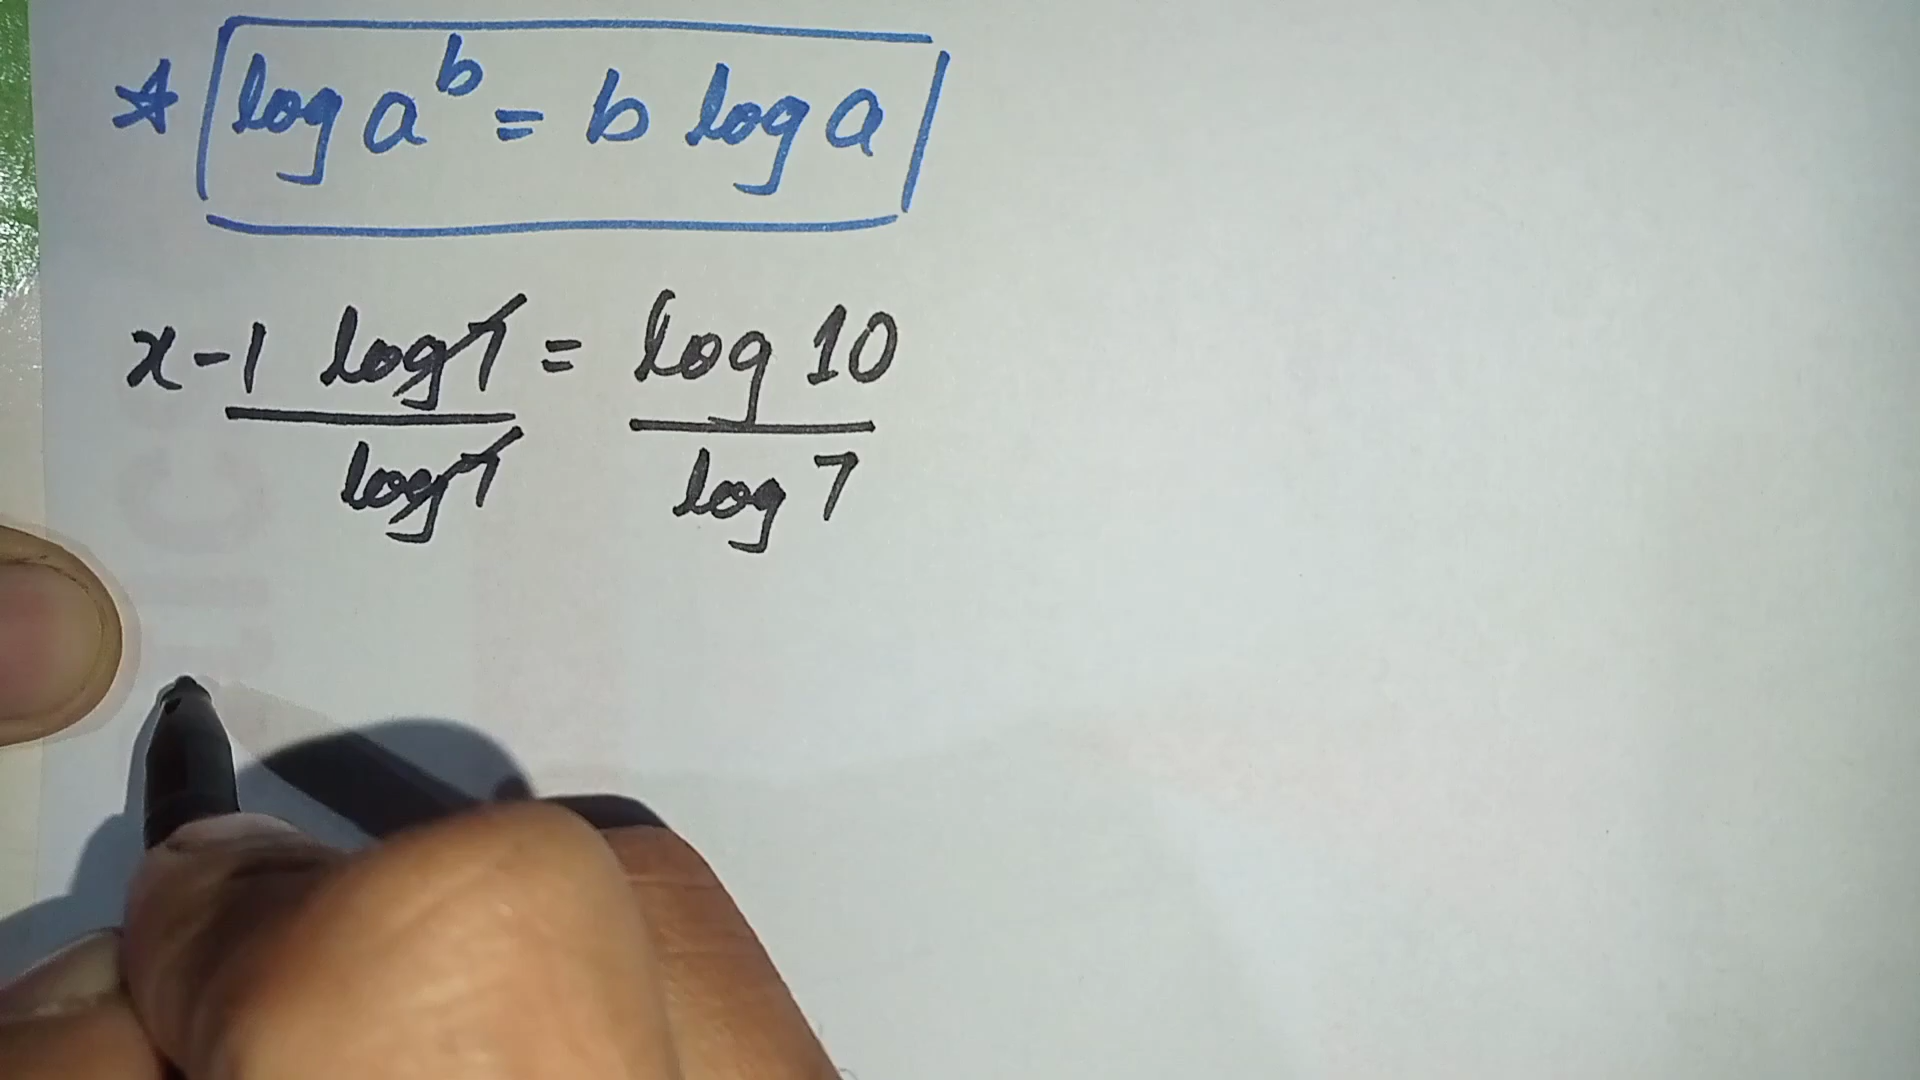 * log a^b = b log a
x-1 log 7 = log 10
log 7 log 7